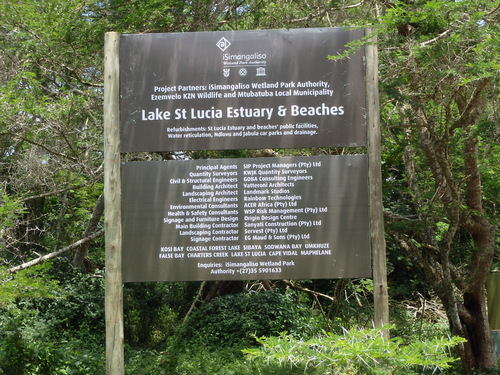 iSimangaliso
Wetland Park Authority
Project Partners: iSimangaliso Wetland Park Authority,
Ezemvelo KZN Wildlife and Mtubatuba Local Municipality
Lake St Lucia Estuary & Beaches
Refurbishments: St Lucia Estuary and beaches' public facilities,
Water reticulation, Ndlovu and Jabula car parks and drainage.
Principal Agents SIP Project Managers (Pty) Ltd
Quantity Surveyors KWJK Quantity Surveyors
Civil & Structural Engineers GOBA Consulting Engineers
Building Architect Vatteroni Architects
Landscaping Architect Landmark Studios
Electrical Engineers Rainbow Technologies
Environmental Consultants ACER Africa (Pty) Ltd
Health & Safety Consultants WSP Risk Management (Pty) Ltd
Signage and Furniture Design Origin Design Centre
Main Building Contractor Sanyati Construction (Pty) Ltd
Landscaping Contractor Servest (Pty) Ltd
Signage Contractor EG Maud & Sons (Pty) Ltd
KOSI BAY COASTAL FOREST LAKE SIBAYA SODWANA BAY UMKHUZE
FALSE BAY CHARTERS CREEK LAKE ST LUCIA CAPE VIDAL MAPHELANE
Enquiries: iSimangaliso Wetland Park
Authority +(27)35 5901633